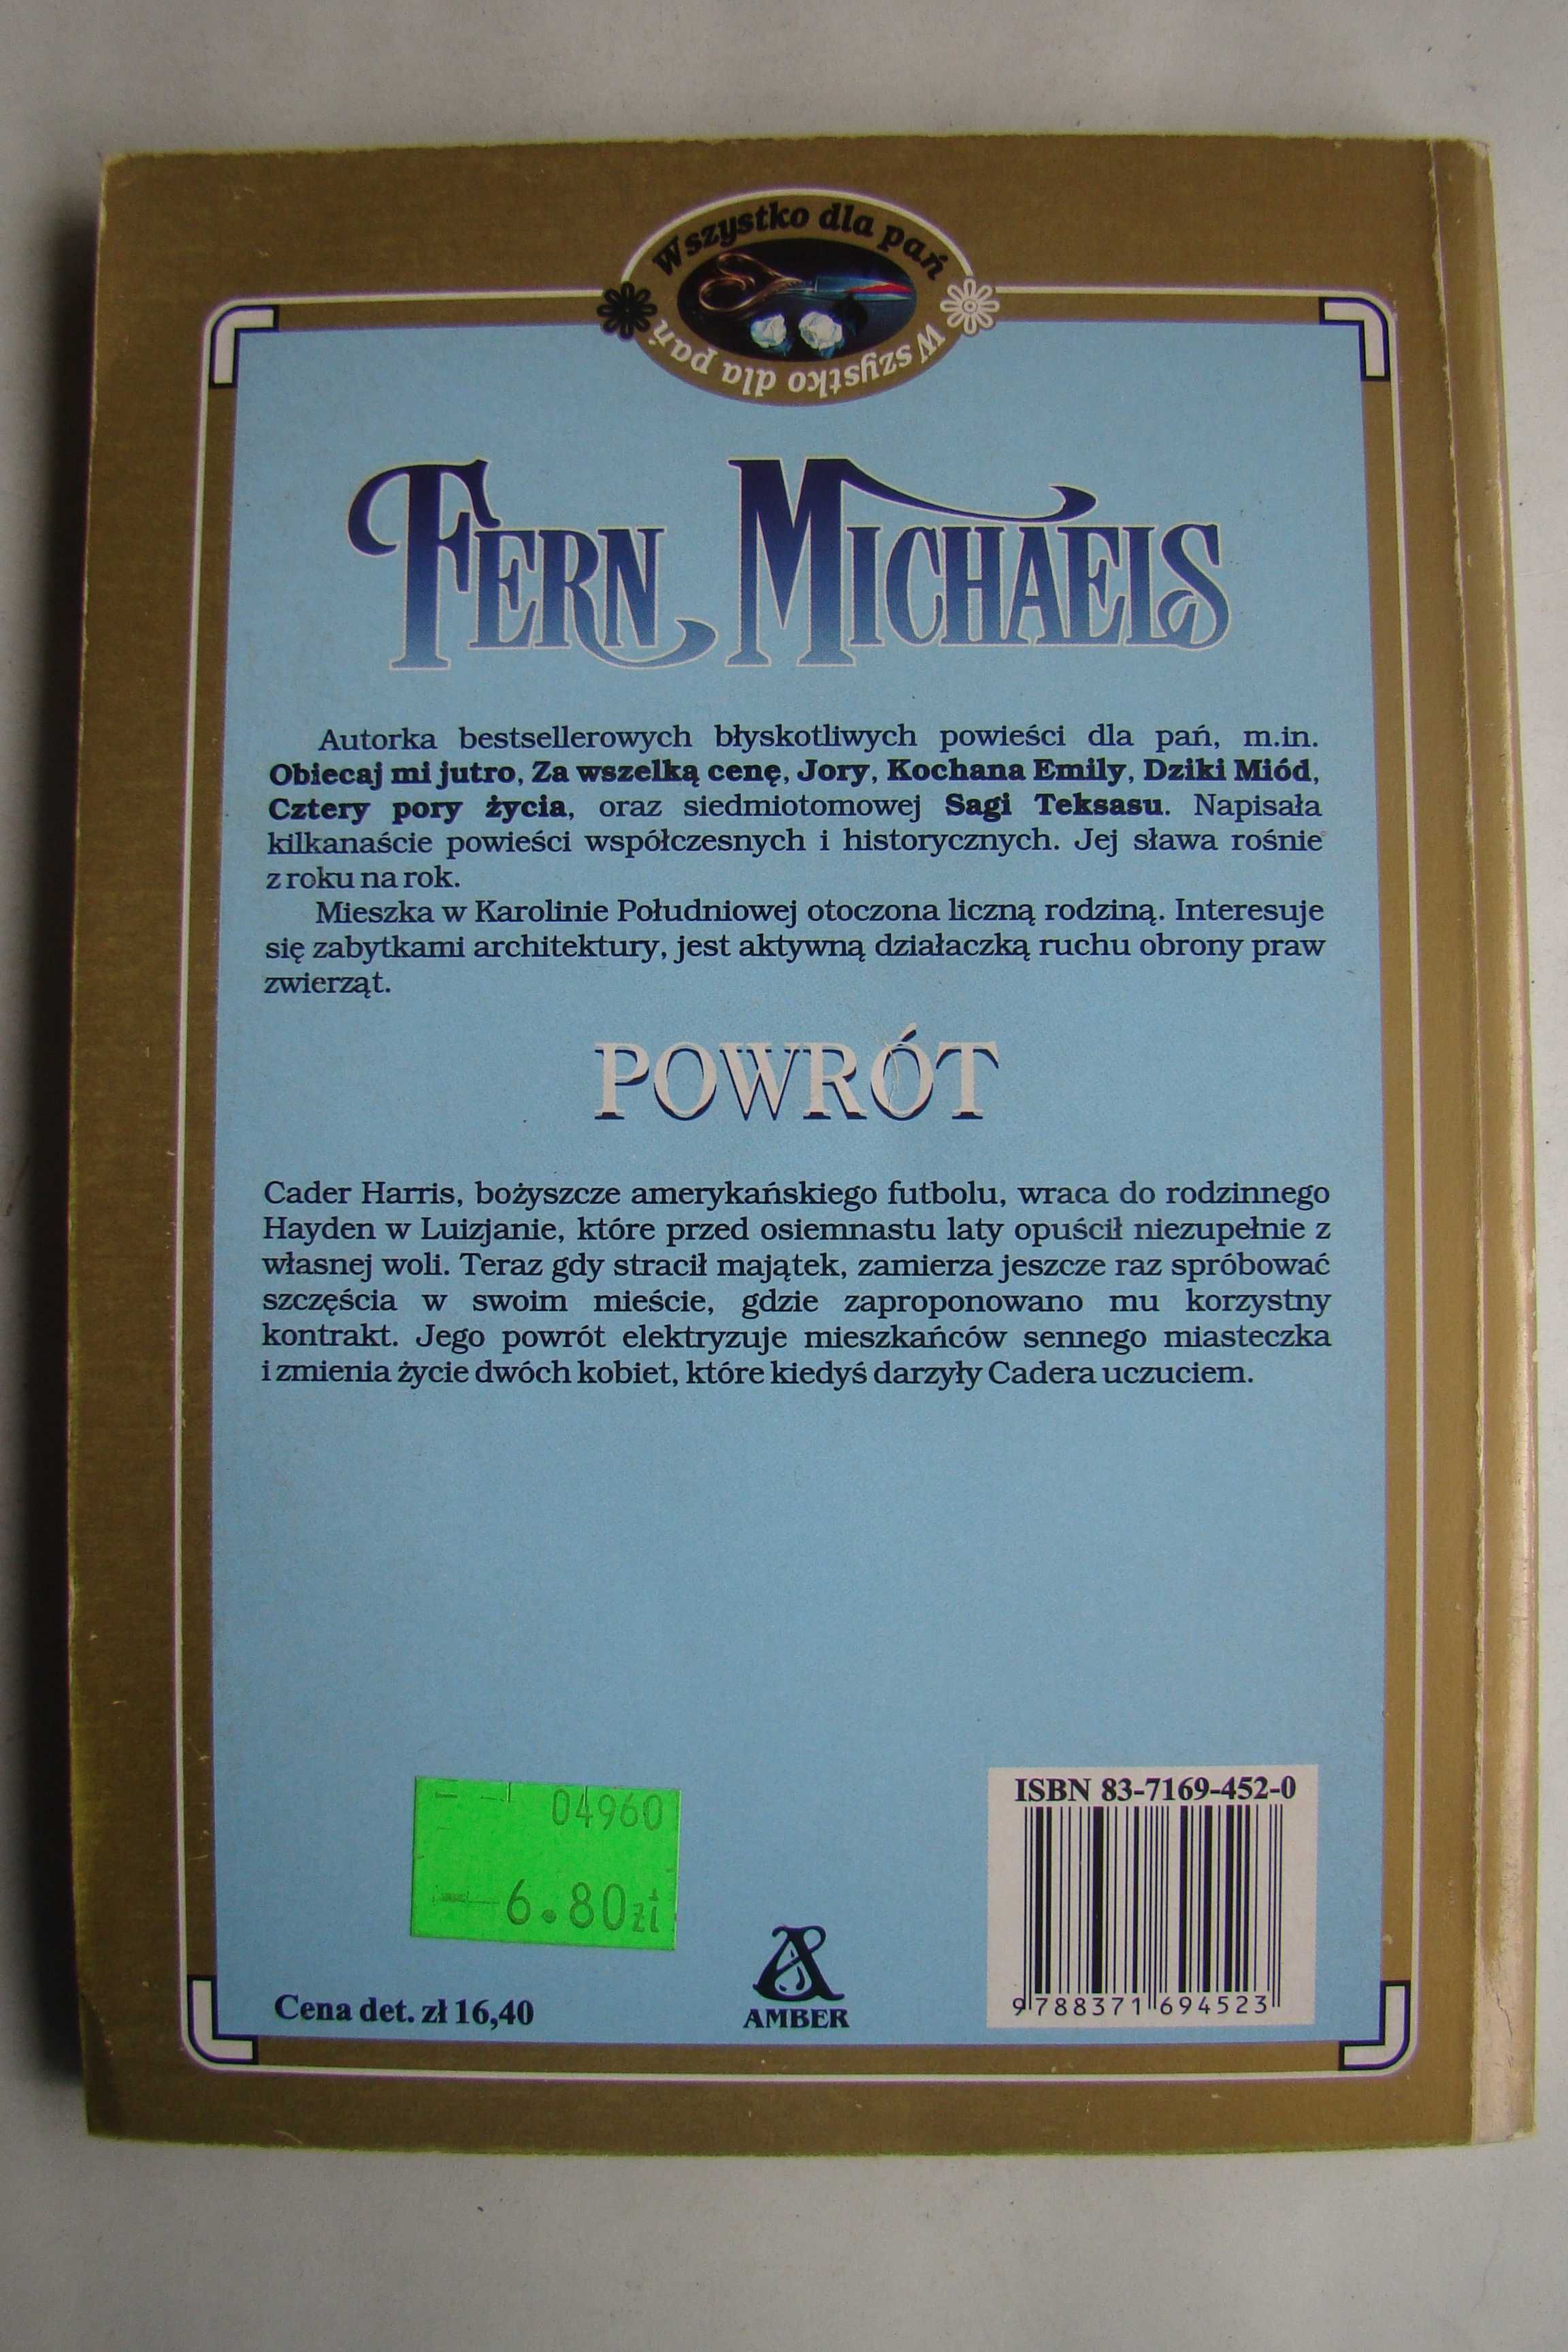 Wszystko dla pań
Wszystko dla pań
FERN MICHAELS
Autorka bestsellerowych błyskotliwych powieści dla pań, m.in.
Obiecaj mi jutro, Za wszelką cenę, Jory, Kochana Emily, Dziki Miód,
Cztery pory życia, oraz siedmiotomowej Sagi Teksasu. Napisała
kilkanaście powieści współczesnych i historycznych. Jej sława rośnie
z roku na rok.
Mieszka w Karolinie Południowej otoczona liczną rodziną. Interesuje
się zabytkami architektury, jest aktywną działaczką ruchu obrony praw
zwierząt.
POWRÓT
Cader Harris, bożyszcze amerykańskiego futbolu, wraca do rodzinnego
Hayden w Luizjanie, które przed osiemnastu laty opuścił niezupełnie z
własnej woli. Teraz gdy stracił majątek, zamierza jeszcze raz spróbować
szczęścia w swoim mieście, gdzie zaproponowano mu korzystny
kontrakt. Jego powrót elektryzuje mieszkańców sennego miasteczka
i zmienia życie dwóch kobiet, które kiedyś darzyły Cadera uczuciem.
04960
6.80zł
Cena det. zł 16,40
AMBER
ISBN 83-7169-452-0
9788371694523